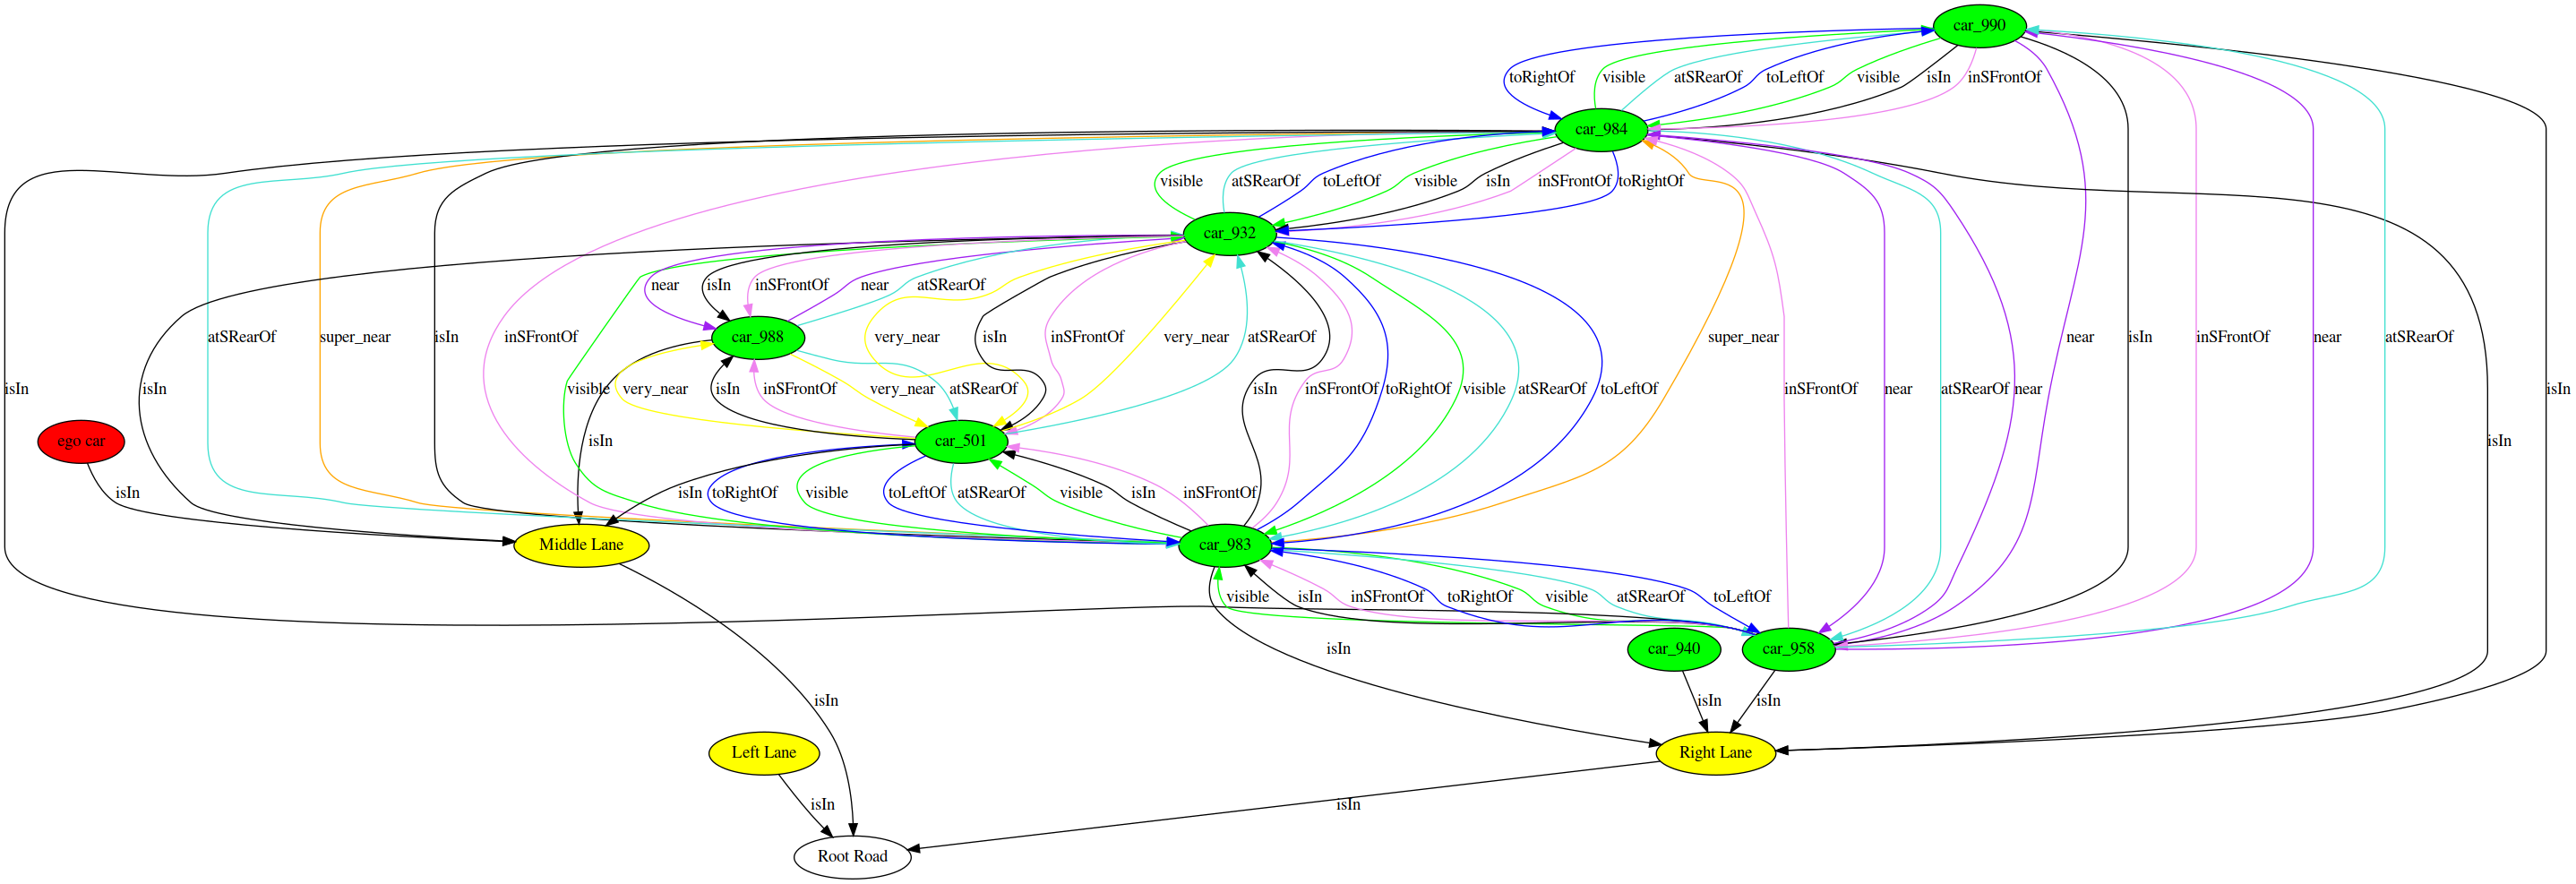 car_990
toRightOf visible atSRearOf toLeftOf visible isIn inSFrontOf
car_984
visible atSRearOf toLeftOf visible isIn inSFrontOf toRightOf
car_932
near isIn inSFrontOf near atSRearOf
atSRearOf super_near isIn inSFrontOf car_988 very_near isIn inSFrontOf very_near atSRearOf super_near near isIn inSFrontOf near atSRearOf
isIn isIn visible very_near isIn inSFrontOf very_near atSRearOf isIn inSFrontOf toRightOf visible atSRearOf toLeftOf inSFrontOf near atSRearOf near isIn
ego car isIn car_501 isIn
isIn isIn toRightOf visible toLeftOf atSRearOf visible isIn inSFrontOf
Middle Lane car_983
visible isIn inSFrontOf toRightOf visible atSRearOf toLeftOf
isIn car_940 car_958
isIn isIn isIn
Left Lane Right Lane
isIn isIn
Root Road